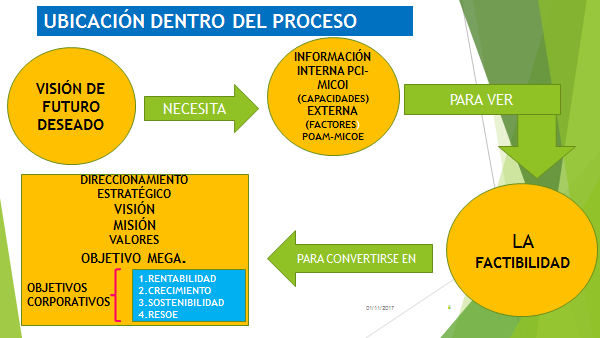 UBICACIÓN DENTRO DEL PROCESO
VISIÓN DE
FUTURO
DESEADO
NECESITA
INFORMACIÓN
INTERNA PCI-
MICOI
(CAPACIDADES)
EXTERNA
(FACTORES)
POAM-MICOE
PARA VER
LA
FACTIBILIDAD
PARA CONVERTIRSE EN
DIRECCIONAMIENTO
ESTRATÉGICO
VISIÓN
MISIÓN
VALORES
OBJETIVO MEGA.
OBJETIVOS
CORPORATIVOS
1.RENTABILIDAD
2.CRECIMIENTO
3.SOSTENIBILIDAD
4.RESOE
01/11/2017